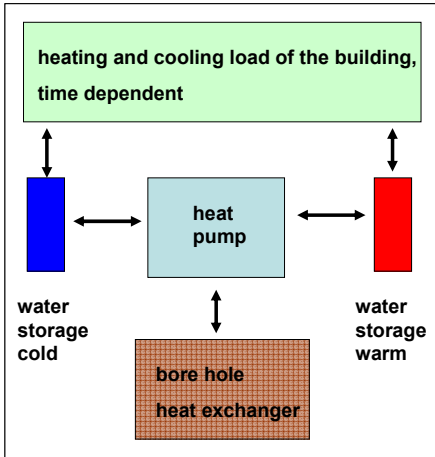 heating and cooling load of the building,
time dependent
heat
pump
water
storage
cold
water
storage
warm
bore hole
heat exchanger